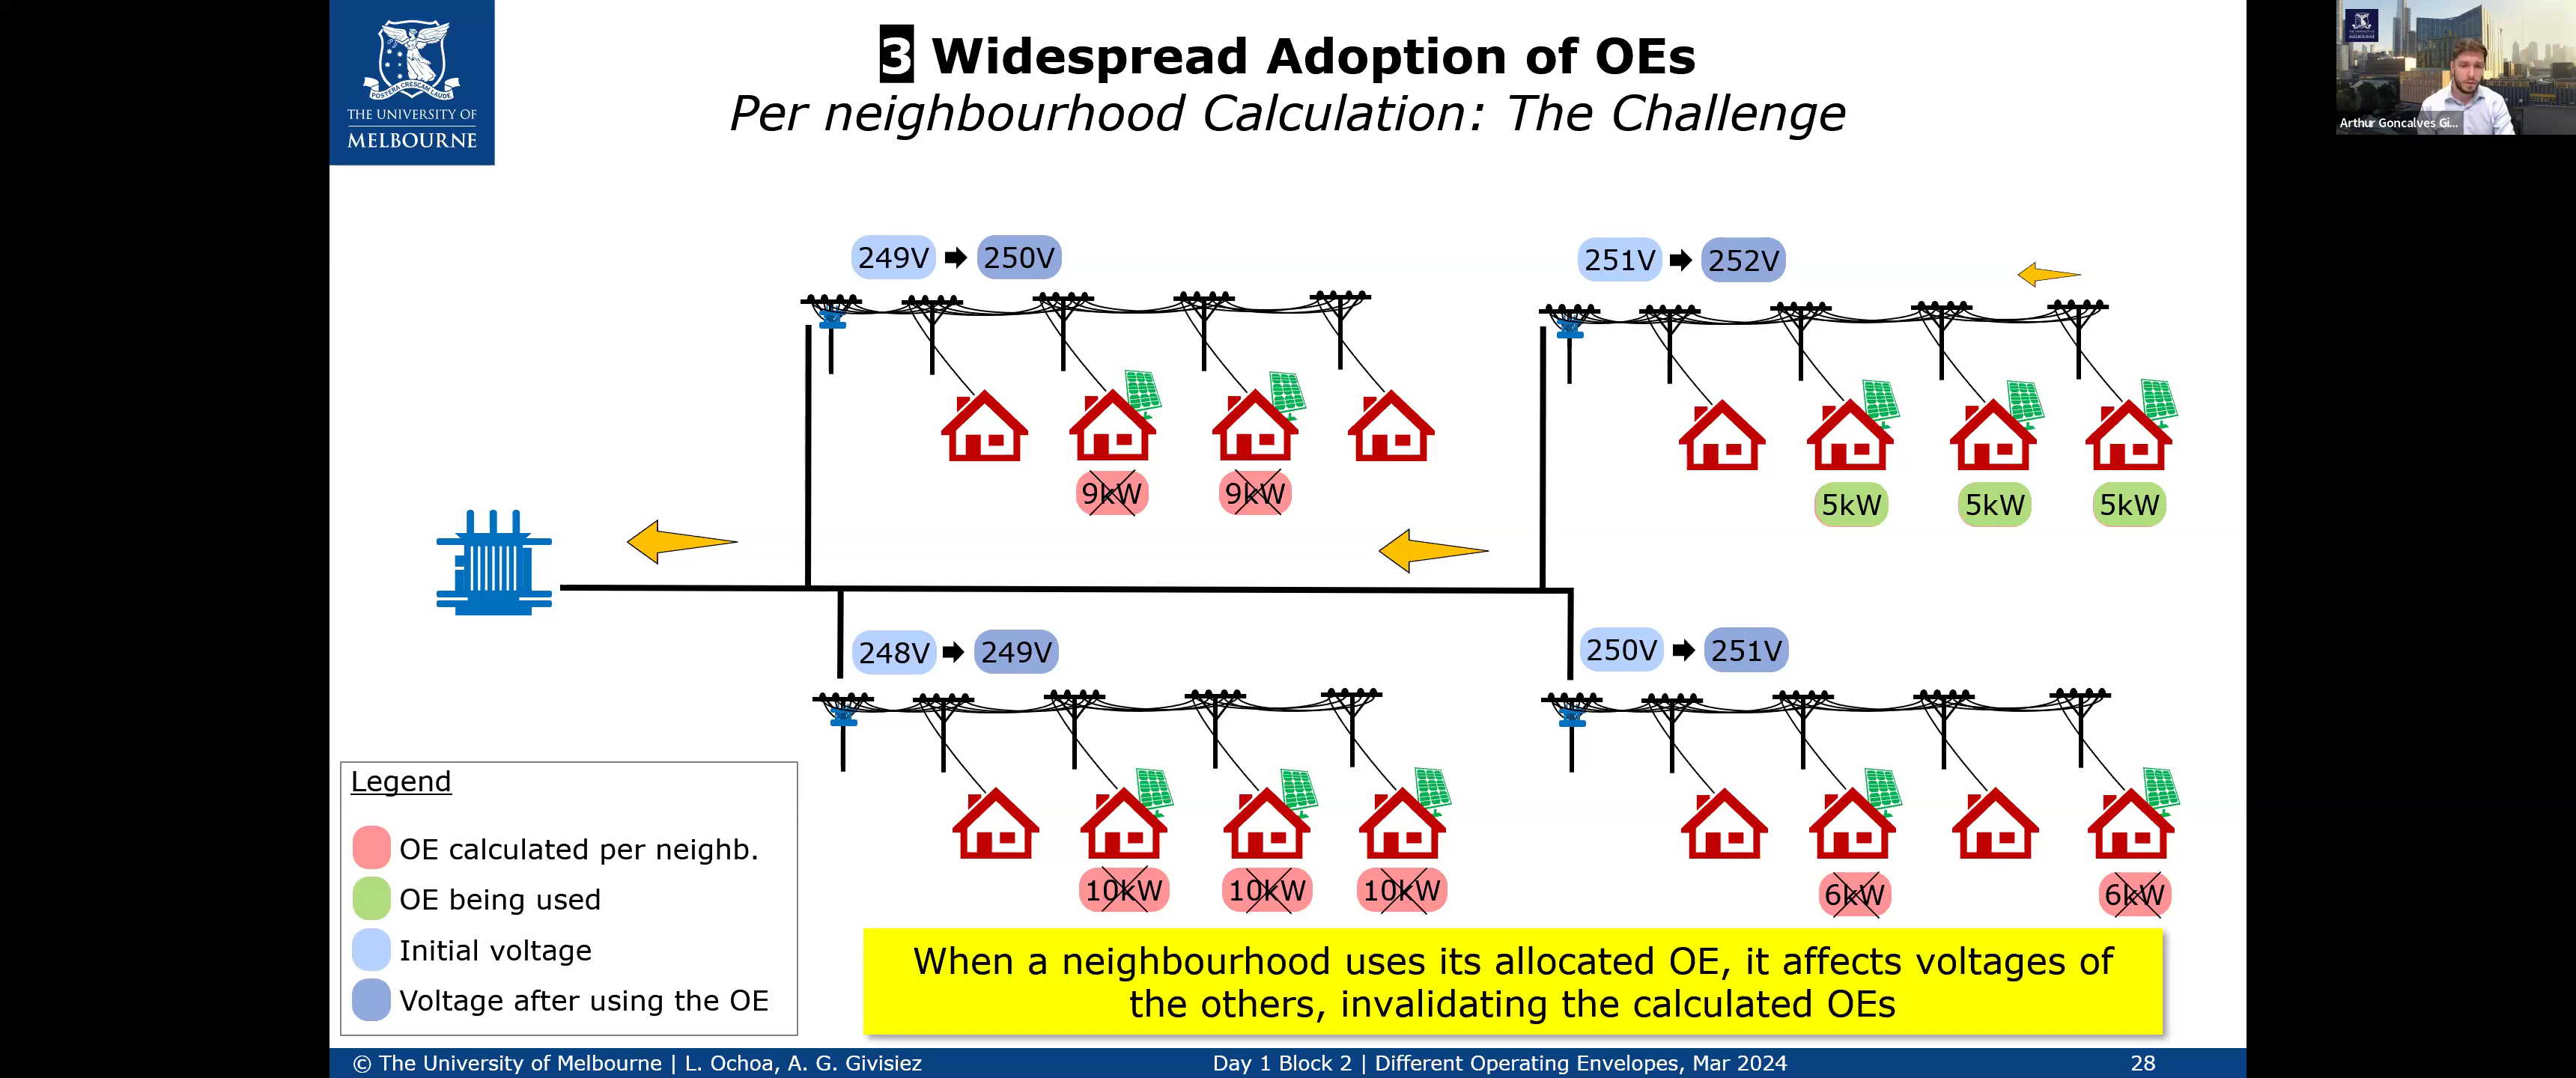 3 Widespread Adoption of OEs
Per neighbourhood Calculation: The Challenge
THE UNIVERSITY OF
MELBOURNE
Arthur Goncalves Gi...
249V 250V
251V 252V
9kW 9kW
5kW 5kW 5kW
248V 249V
250V 251V
10kW 10kW 10kW
6kW 6kW
Legend
OE calculated per neighb.
OE being used
Initial voltage
Voltage after using the OE
When a neighbourhood uses its allocated OE, it affects voltages of
the others, invalidating the calculated OEs
© The University of Melbourne | L. Ochoa, A. G. Givisiez
Day 1 Block 2 | Different Operating Envelopes, Mar 2024
28